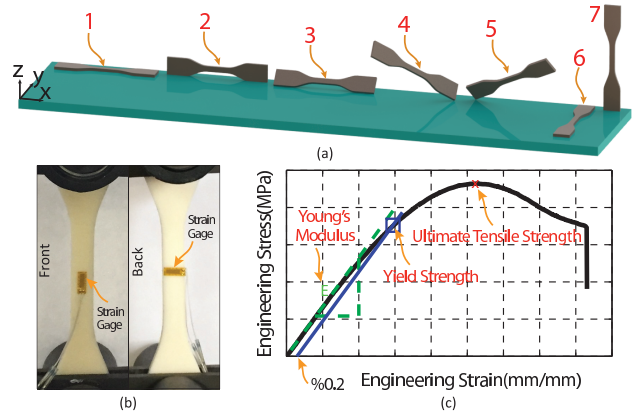 1
2
3
4
5
6
7
z
y
x
(a)
Front
Strain
Gage
Back
Strain
Gage
(b)
Engineering Stress(MPa)
Young's
Modulus
E
Ultimate Tensile Strength
Yield Strength
%0.2
Engineering Strain(mm/mm)
(c)